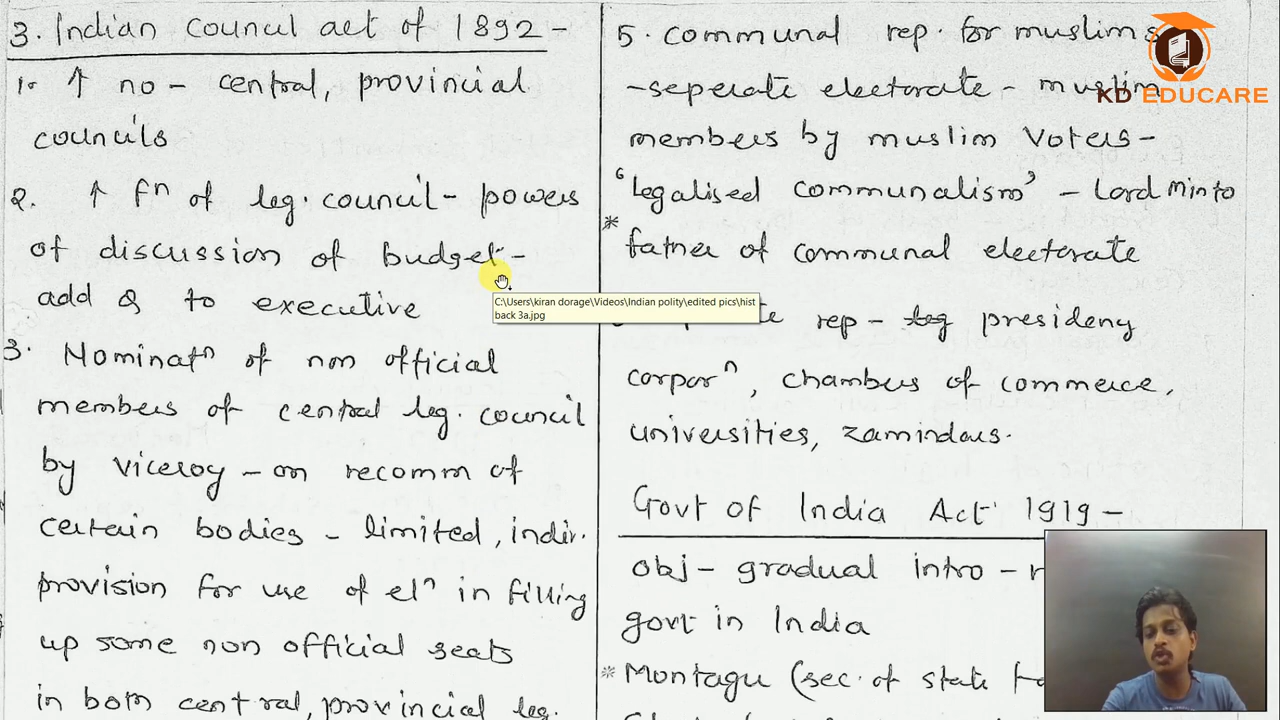 3. Indian council act of 1892 -
1. ↑ no - central, provincial
councils
2. ↑ fⁿ of leg. council - powers
of discussion of budget -
add Q to executive
3. Nominatⁿ of non official
members of central leg. council
by viceroy - on recomm of
certain bodies - limited, indir.
provision for use of elⁿ in filling
up some non official seats
in both central, provincial leg.
5. communal rep. for muslims
- seperate electorate - muslim
members by muslim Voters -
'legalised communalism' - Lord Minto
* father of communal electorate
rep - presideny
corporⁿ, chambers of commerce,
universities, zamindars.
Govt of India Act 1919 -
obj - gradual intro -
govt in India
* Montagu (sec. of state
KD EDUCARE
C:\Users\kiran dorage\Videos\Indian polity\edited pics\hist
back 3a.jpg